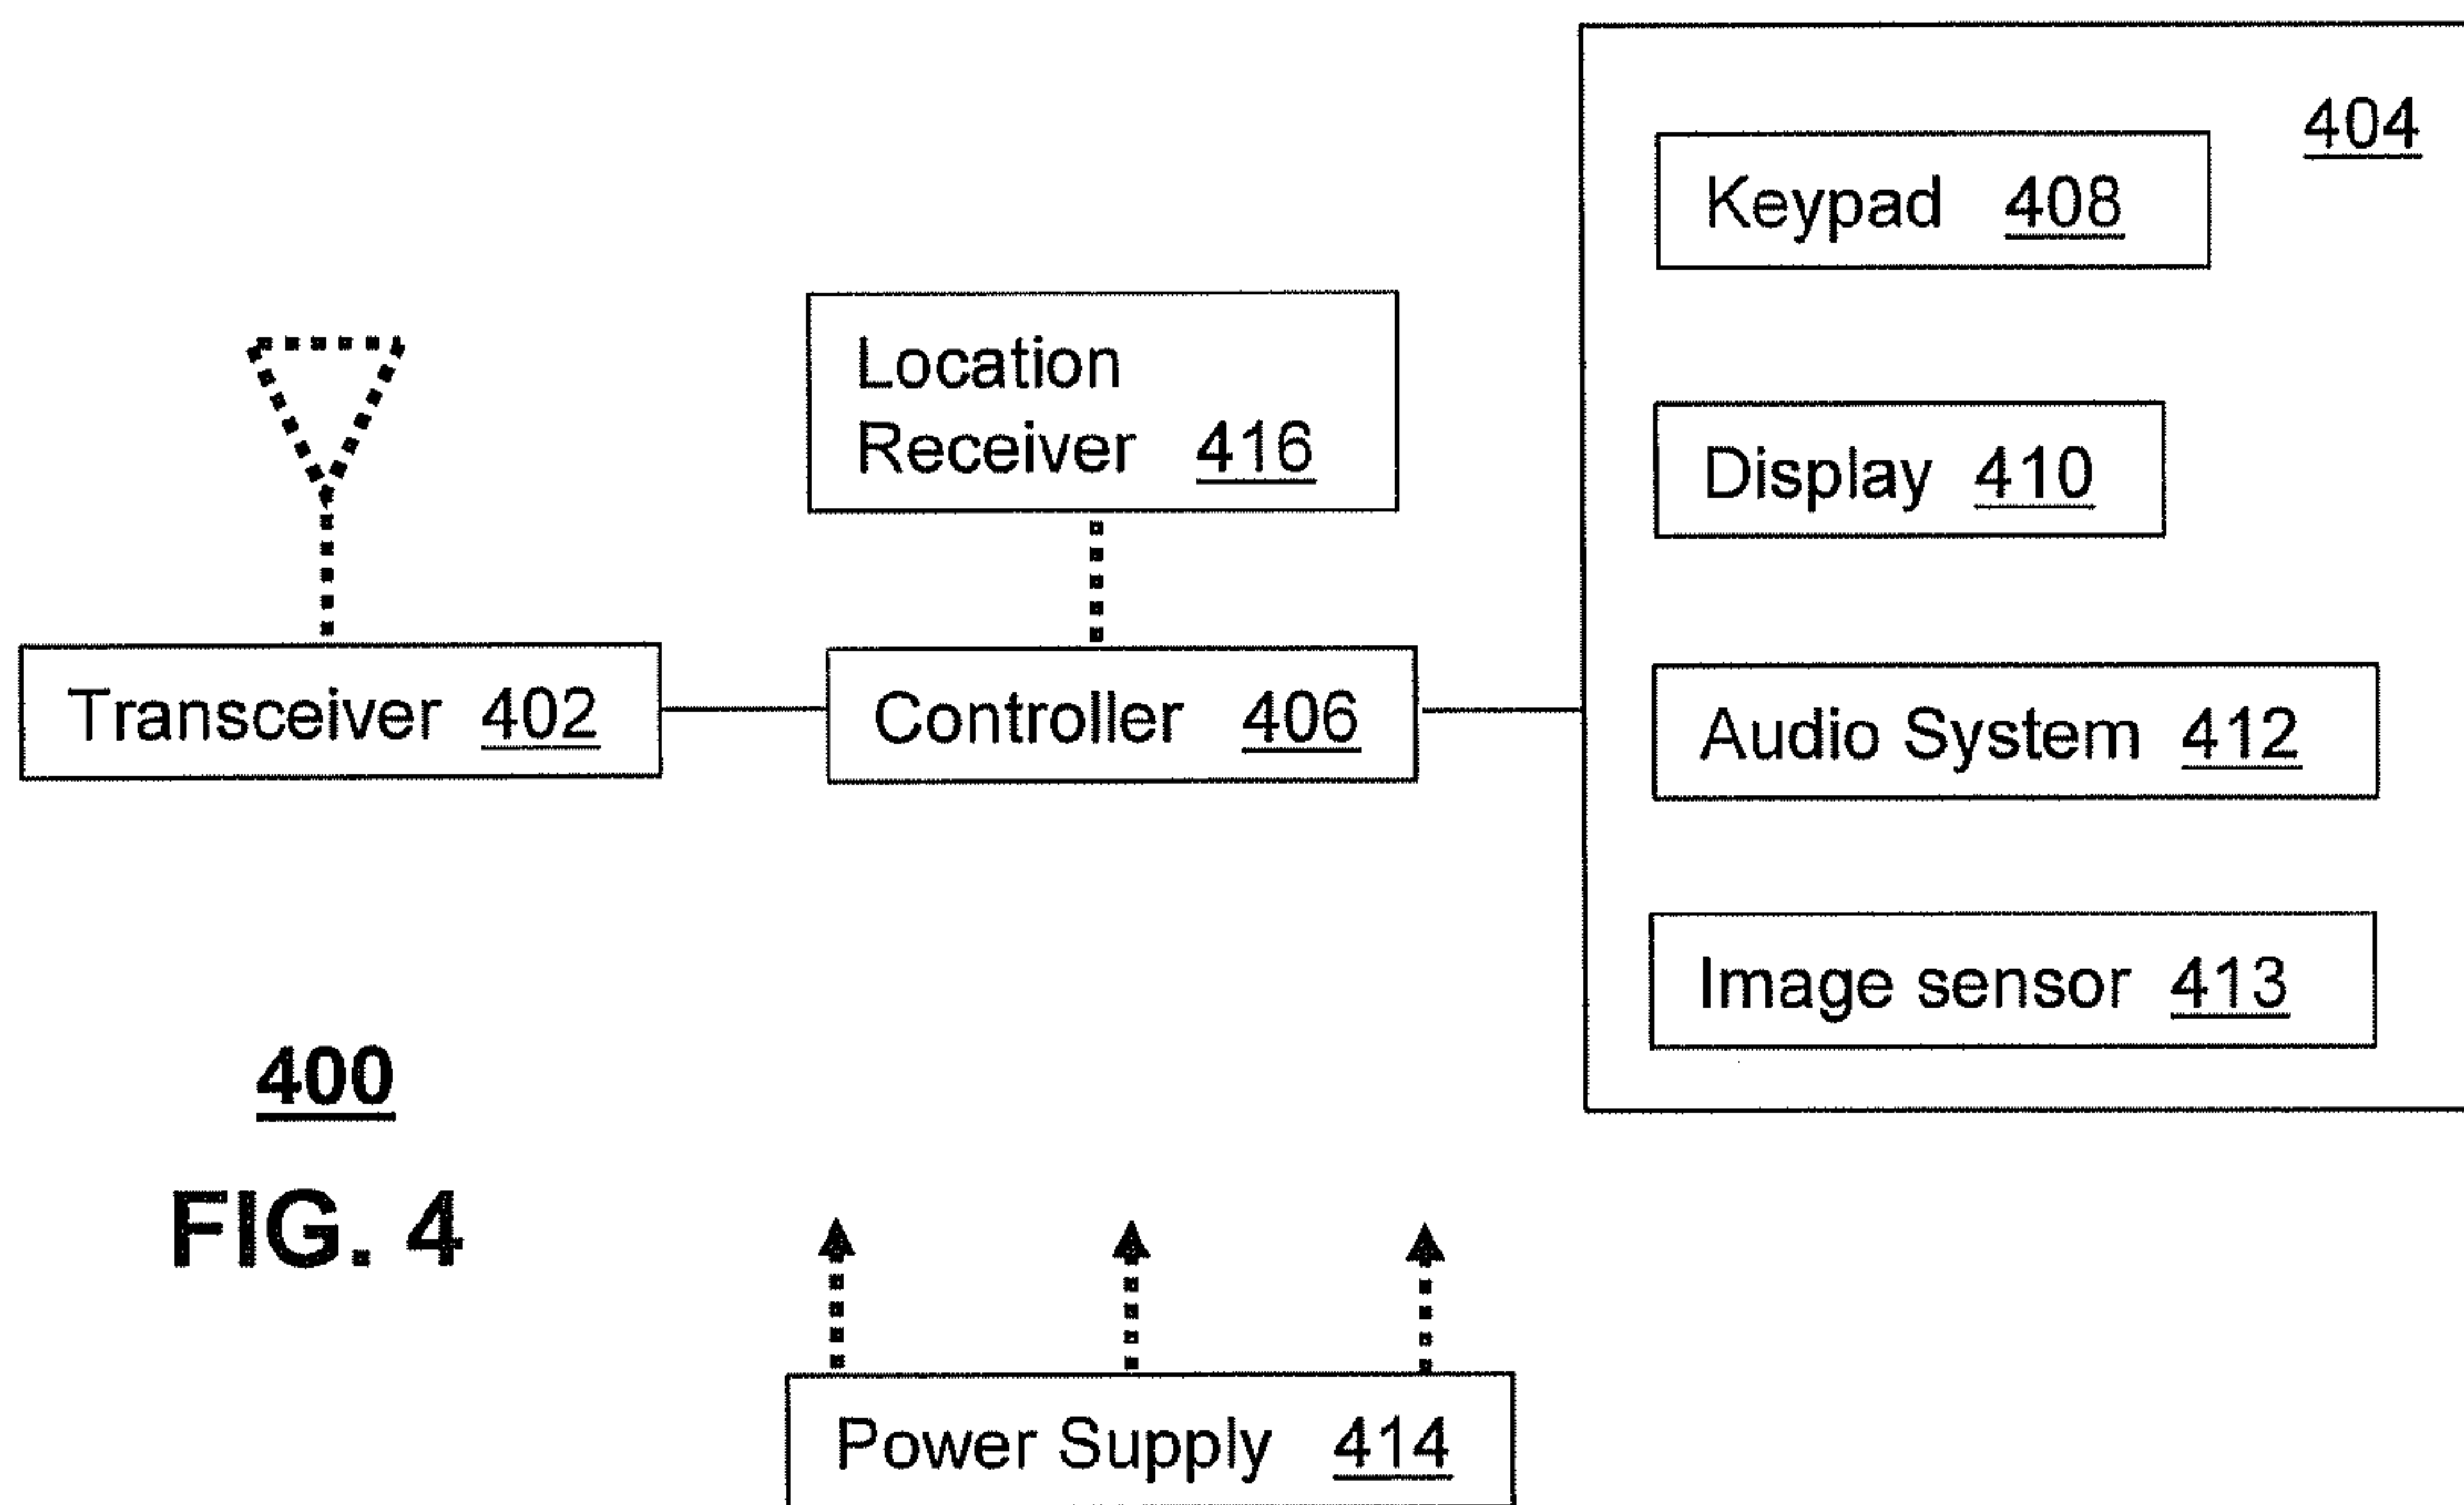 404
Keypad 408
Location
Receiver 416
Display 410
Transceiver 402
Controller 406
Audio System 412
Image sensor 413
400
FIG. 4
Power Supply 414